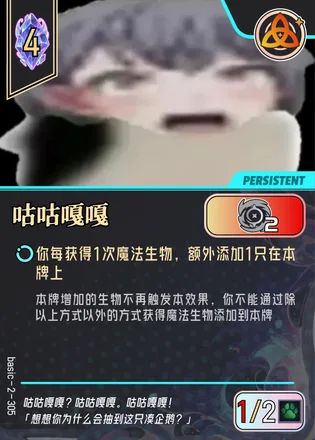 4
PERSISTENT
咕咕嘎嘎
2
你每获得1次魔法生物，额外添加1只在本
牌上
本牌增加的生物不再触发本效果，你不能通过除
以上方式以外的方式获得魔法生物添加到本牌
basic-2-305
咕咕嘎嘎？咕咕嘎嘎。咕咕嘎嘎！
「想想你为什么会抽到这只凑企鹅？」
1/2